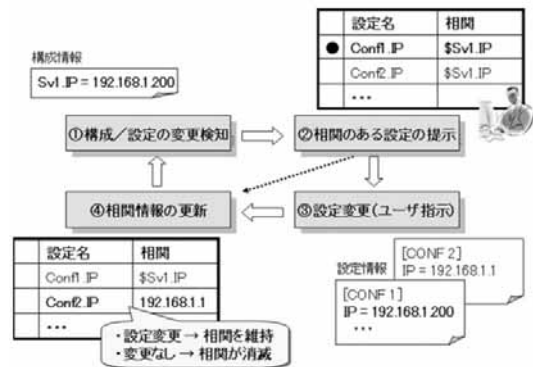 設定名 相関
● Conf1.IP $Sv1.IP
Conf2.IP $Sv1.IP
…
構成情報
Sv1.IP = 192.168.1.200
①構成／設定の変更検知
②相関のある設定の提示
④相関情報の更新
③設定変更(ユーザ指示)
設定名 相関
Conf1.IP $Sv1.IP
Conf2.IP 192.168.1.1
…
・設定変更 → 相関を維持
・変更なし → 相関が消滅
設定情報
[CONF 2]
IP = 192.168.1.1
[CONF 1]
IP = 192.168.1.200
…